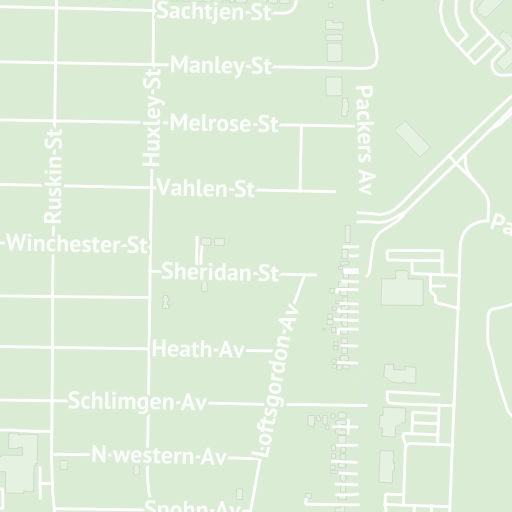 Sachtjen-St
Manley-St
Huxley-St
Packers Av
Melrose-St
Ruskin-St
Vahlen-St
Pa
Winchester-St
Sheridan-St
Loftsgordon-Av
Heath-Av
Schlimgen-Av
N-western-Av
Spohn-Av